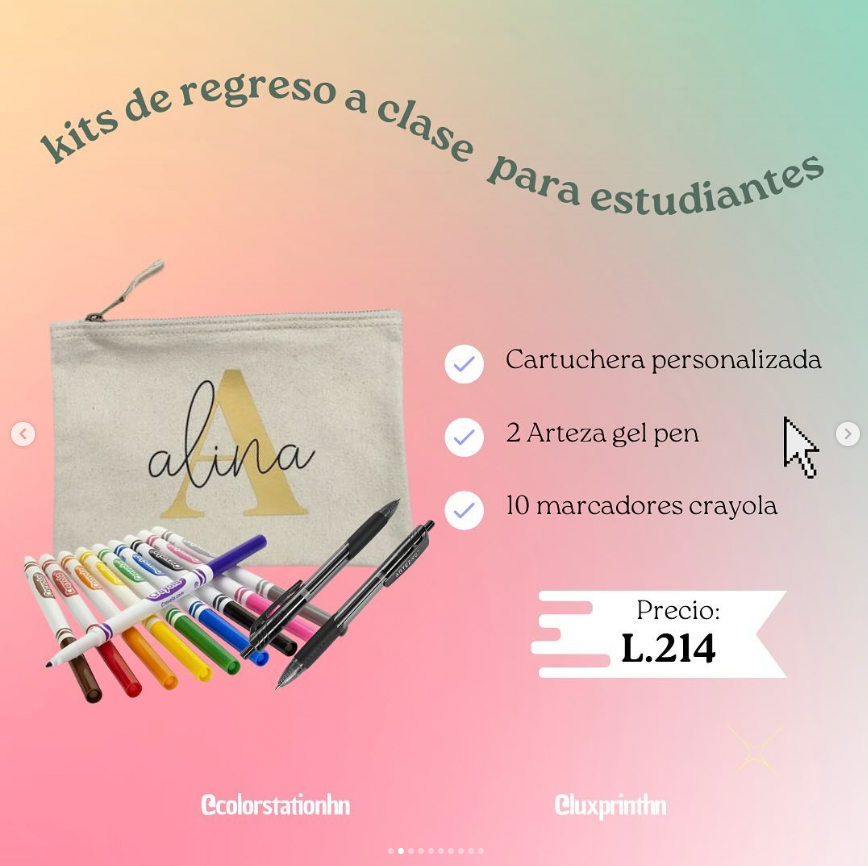 kits de regreso a clase para estudiantes
alina
A
Cartuchera personalizada
2 Arteza gel pen
10 marcadores crayola
Precio:
L.214
@colorstationhn
@luxprinthn